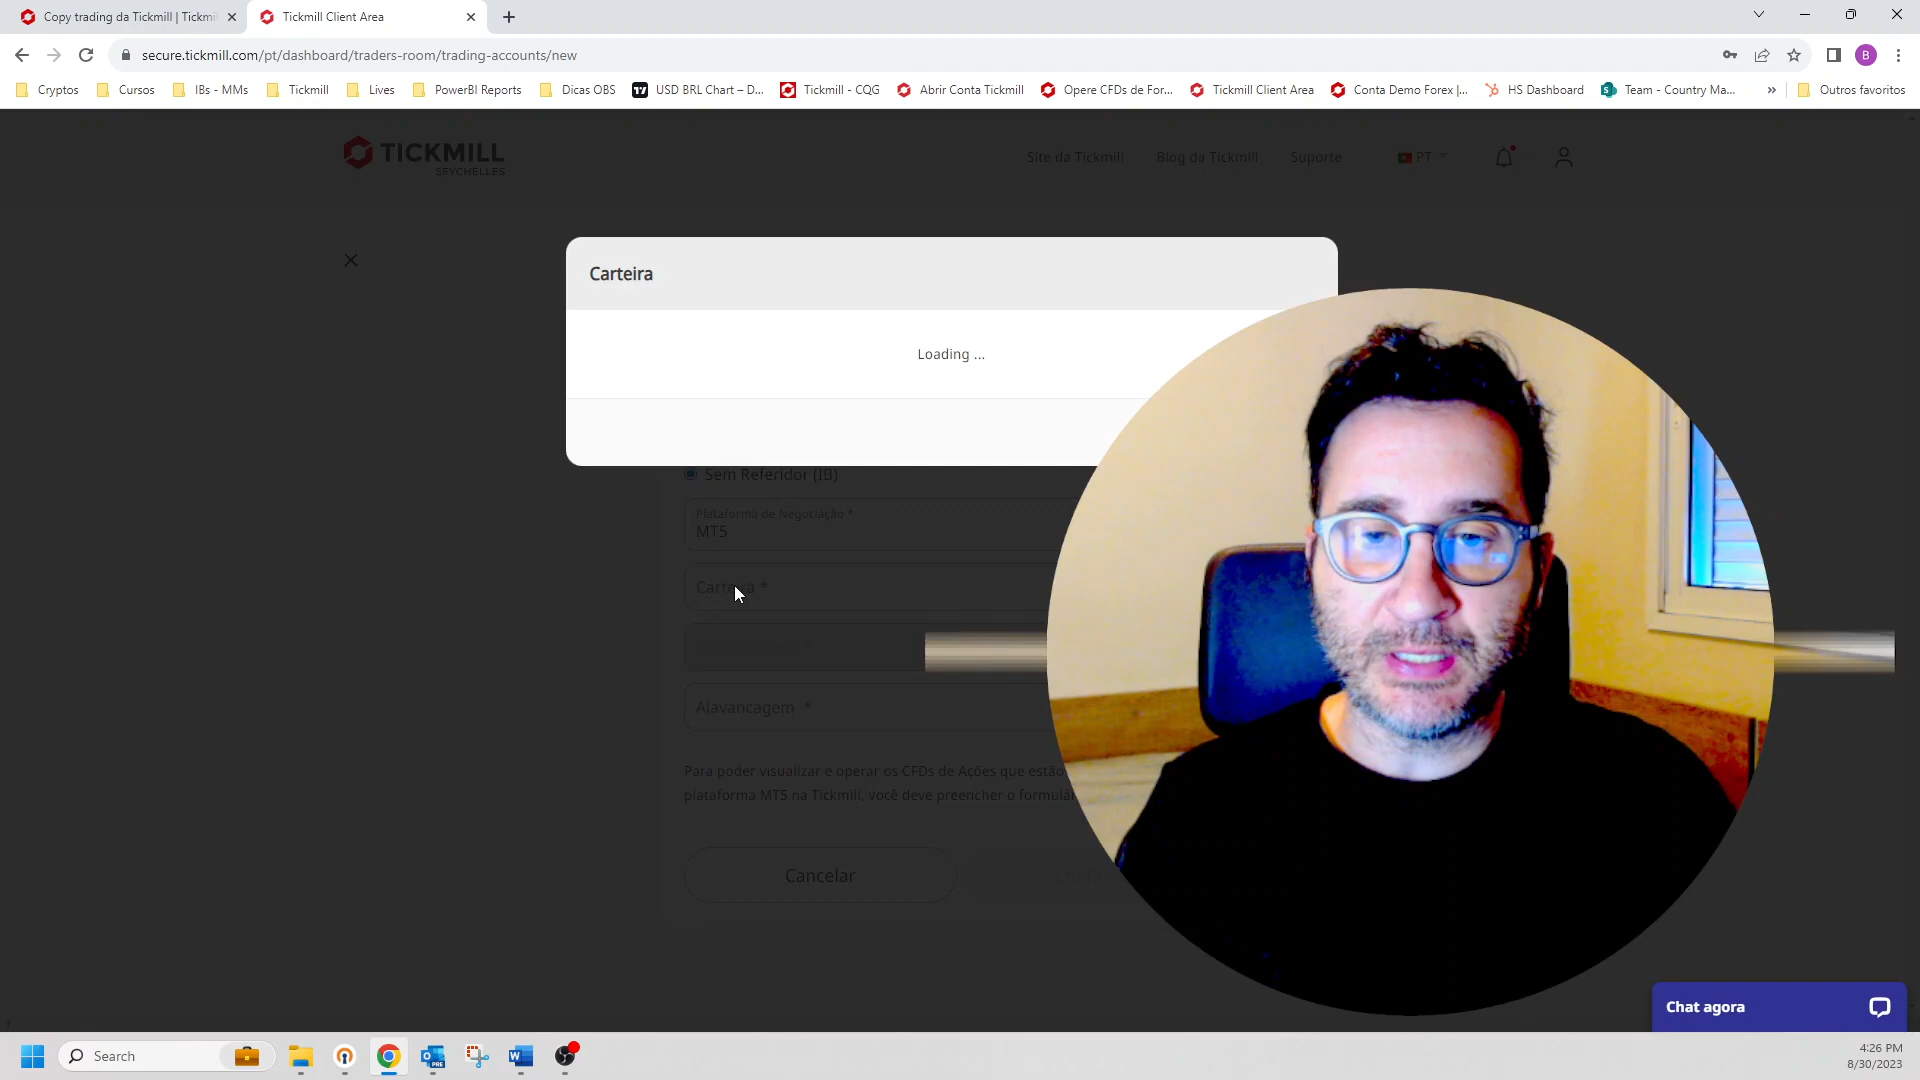 Copy trading da Tickmill | Tickmi
Tickmill Client Area
secure.tickmill.com/pt/dashboard/traders-room/trading-accounts/new
B
Cryptos
Cursos
IBs - MMs
Tickmill
Lives
PowerBI Reports
Dicas OBS
USD BRL Chart – D...
Tickmill - CQG
Abrir Conta Tickmill
Opere CFDs de For...
Tickmill Client Area
Conta Demo Forex |...
HS Dashboard
Team - Country Ma...
Outros favoritos
TICKMILL
SEYCHELLES
Site da Tickmill
Blog da Tickmill
Suporte
PT
Carteira
Loading ...
Sem Referidor (IB)
Plataforma de Negociação *
MT5
Carteira *
Alavancagem *
Para poder visualizar e operar os CFDs de Ações que estão
plataforma MT5 na Tickmill, você deve preencher o formulár
Cancelar
Chat agora
Search
4:26 PM
8/30/2023